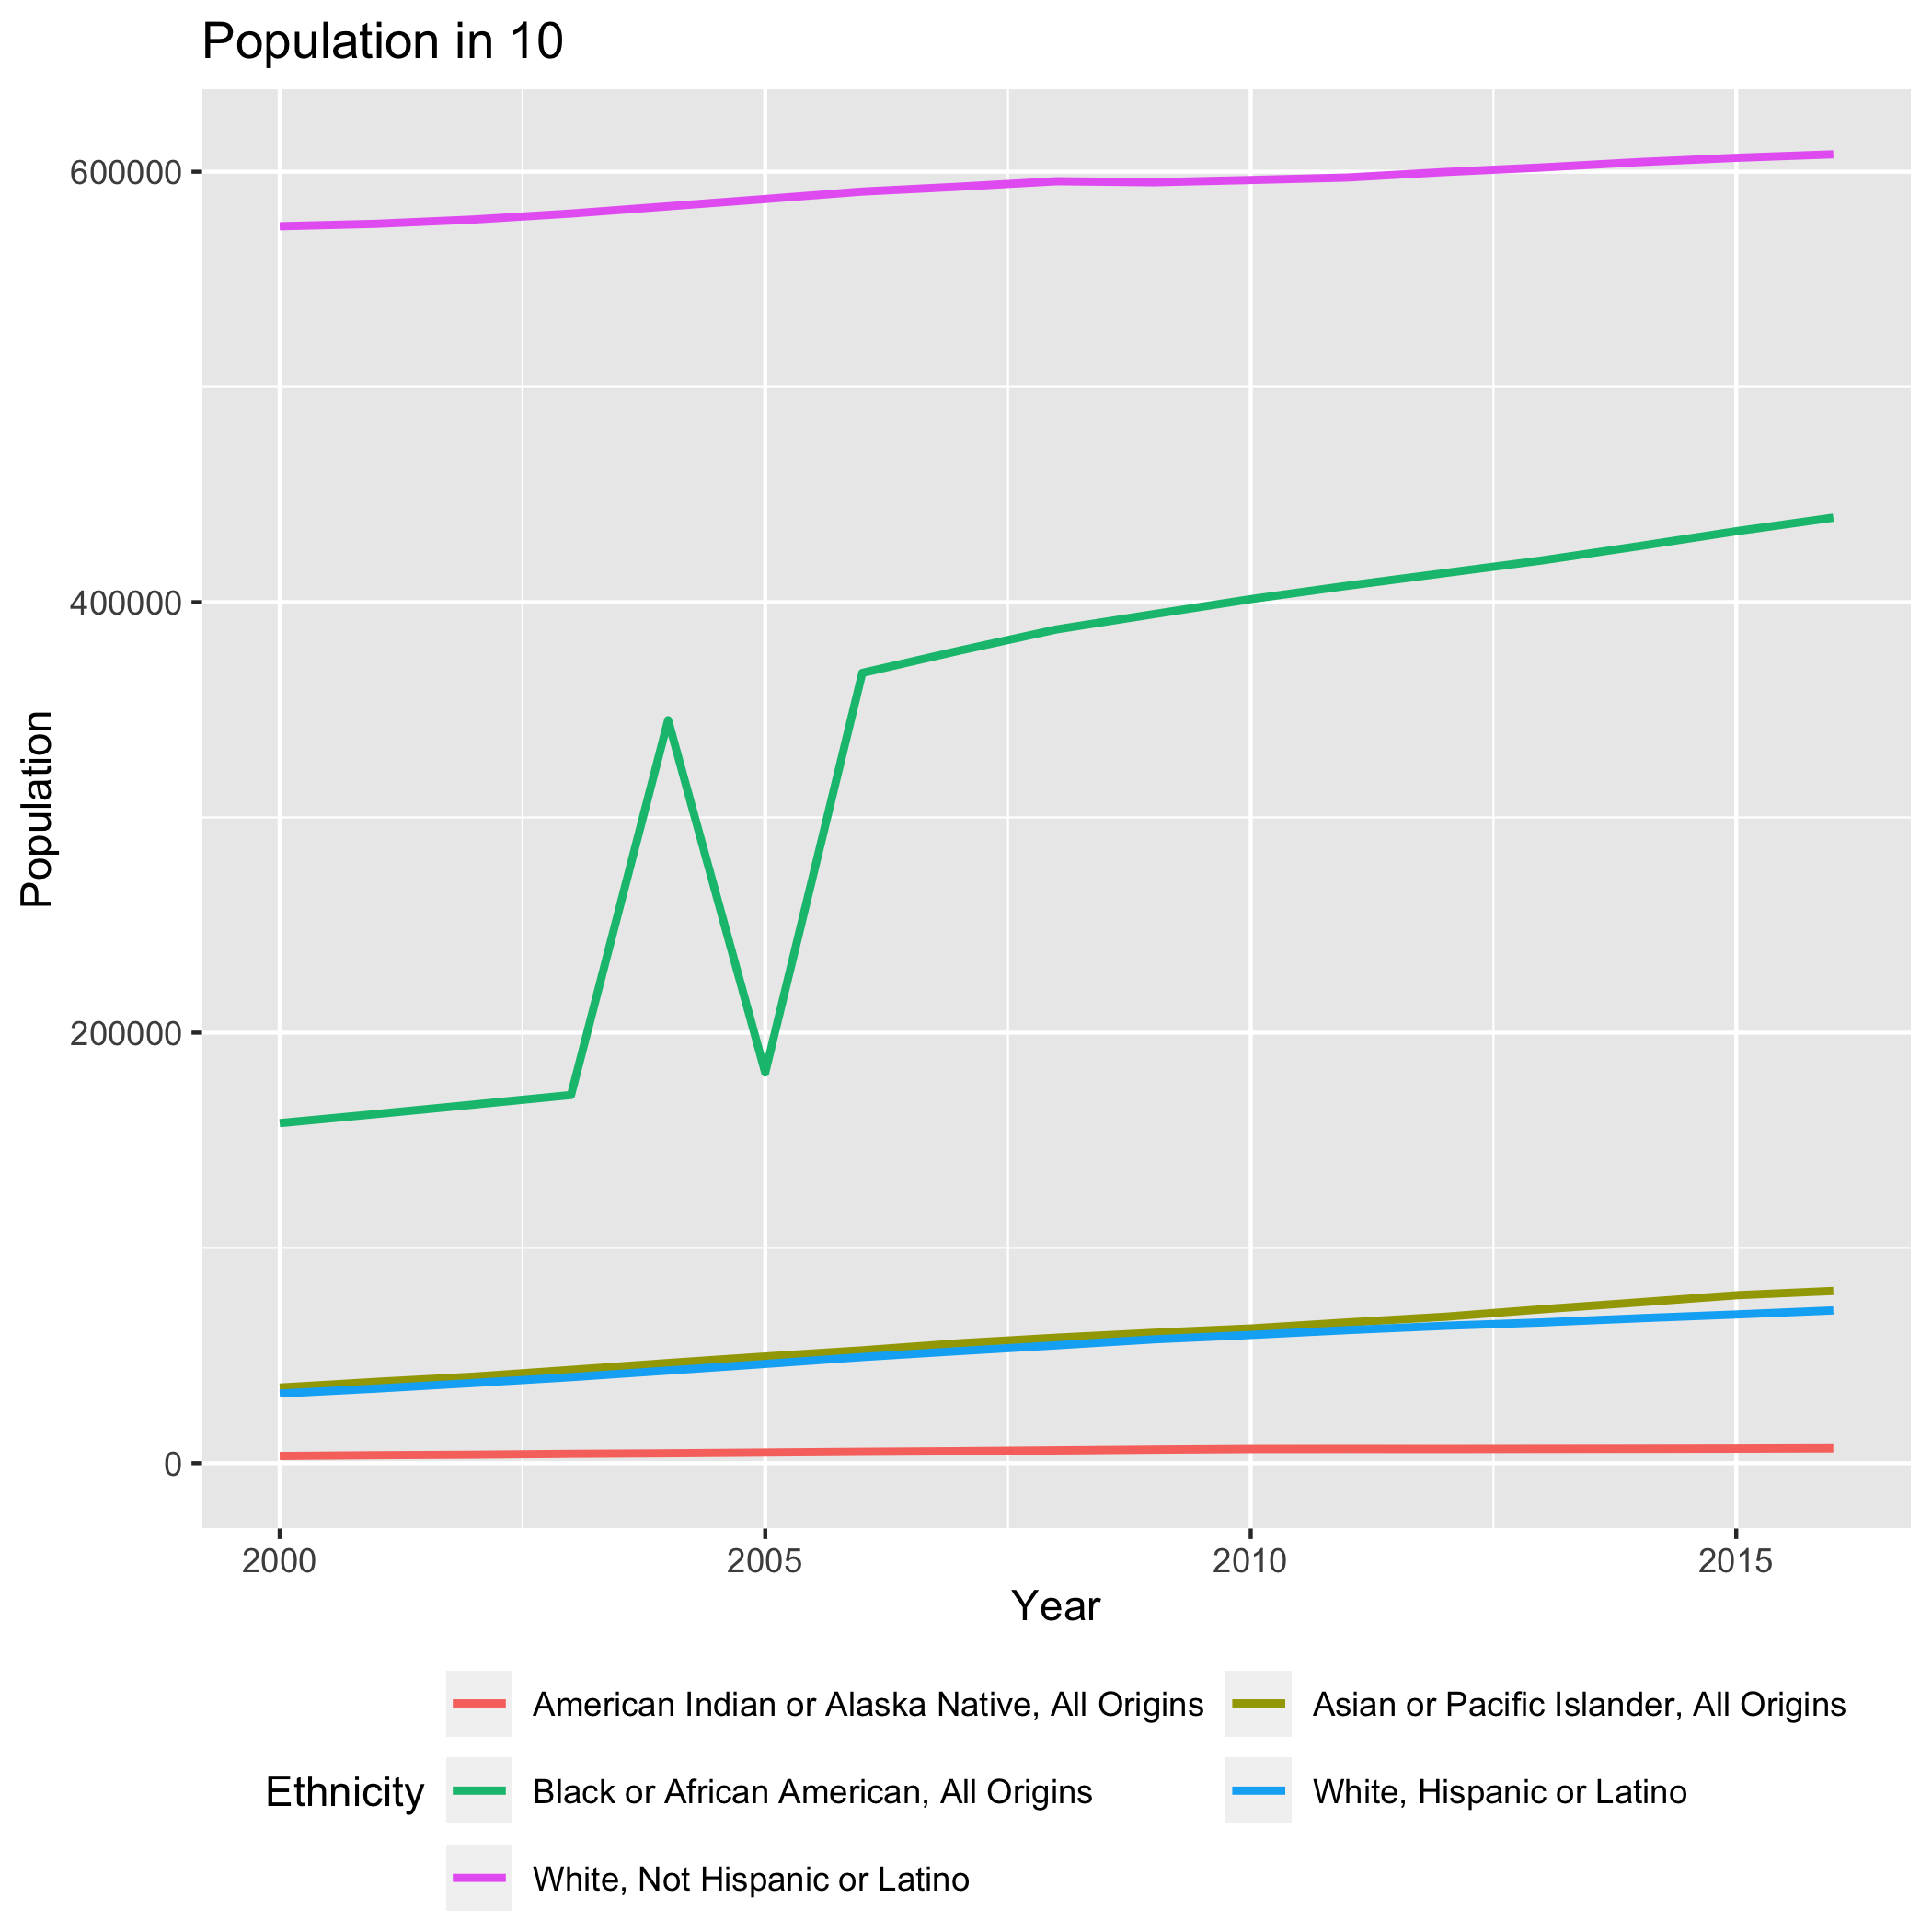 Population in 10
600000
400000
200000
0
Population
2000 2005 2010 2015
Year
Ethnicity
American Indian or Alaska Native, All Origins
Asian or Pacific Islander, All Origins
Black or African American, All Origins
White, Hispanic or Latino
White, Not Hispanic or Latino